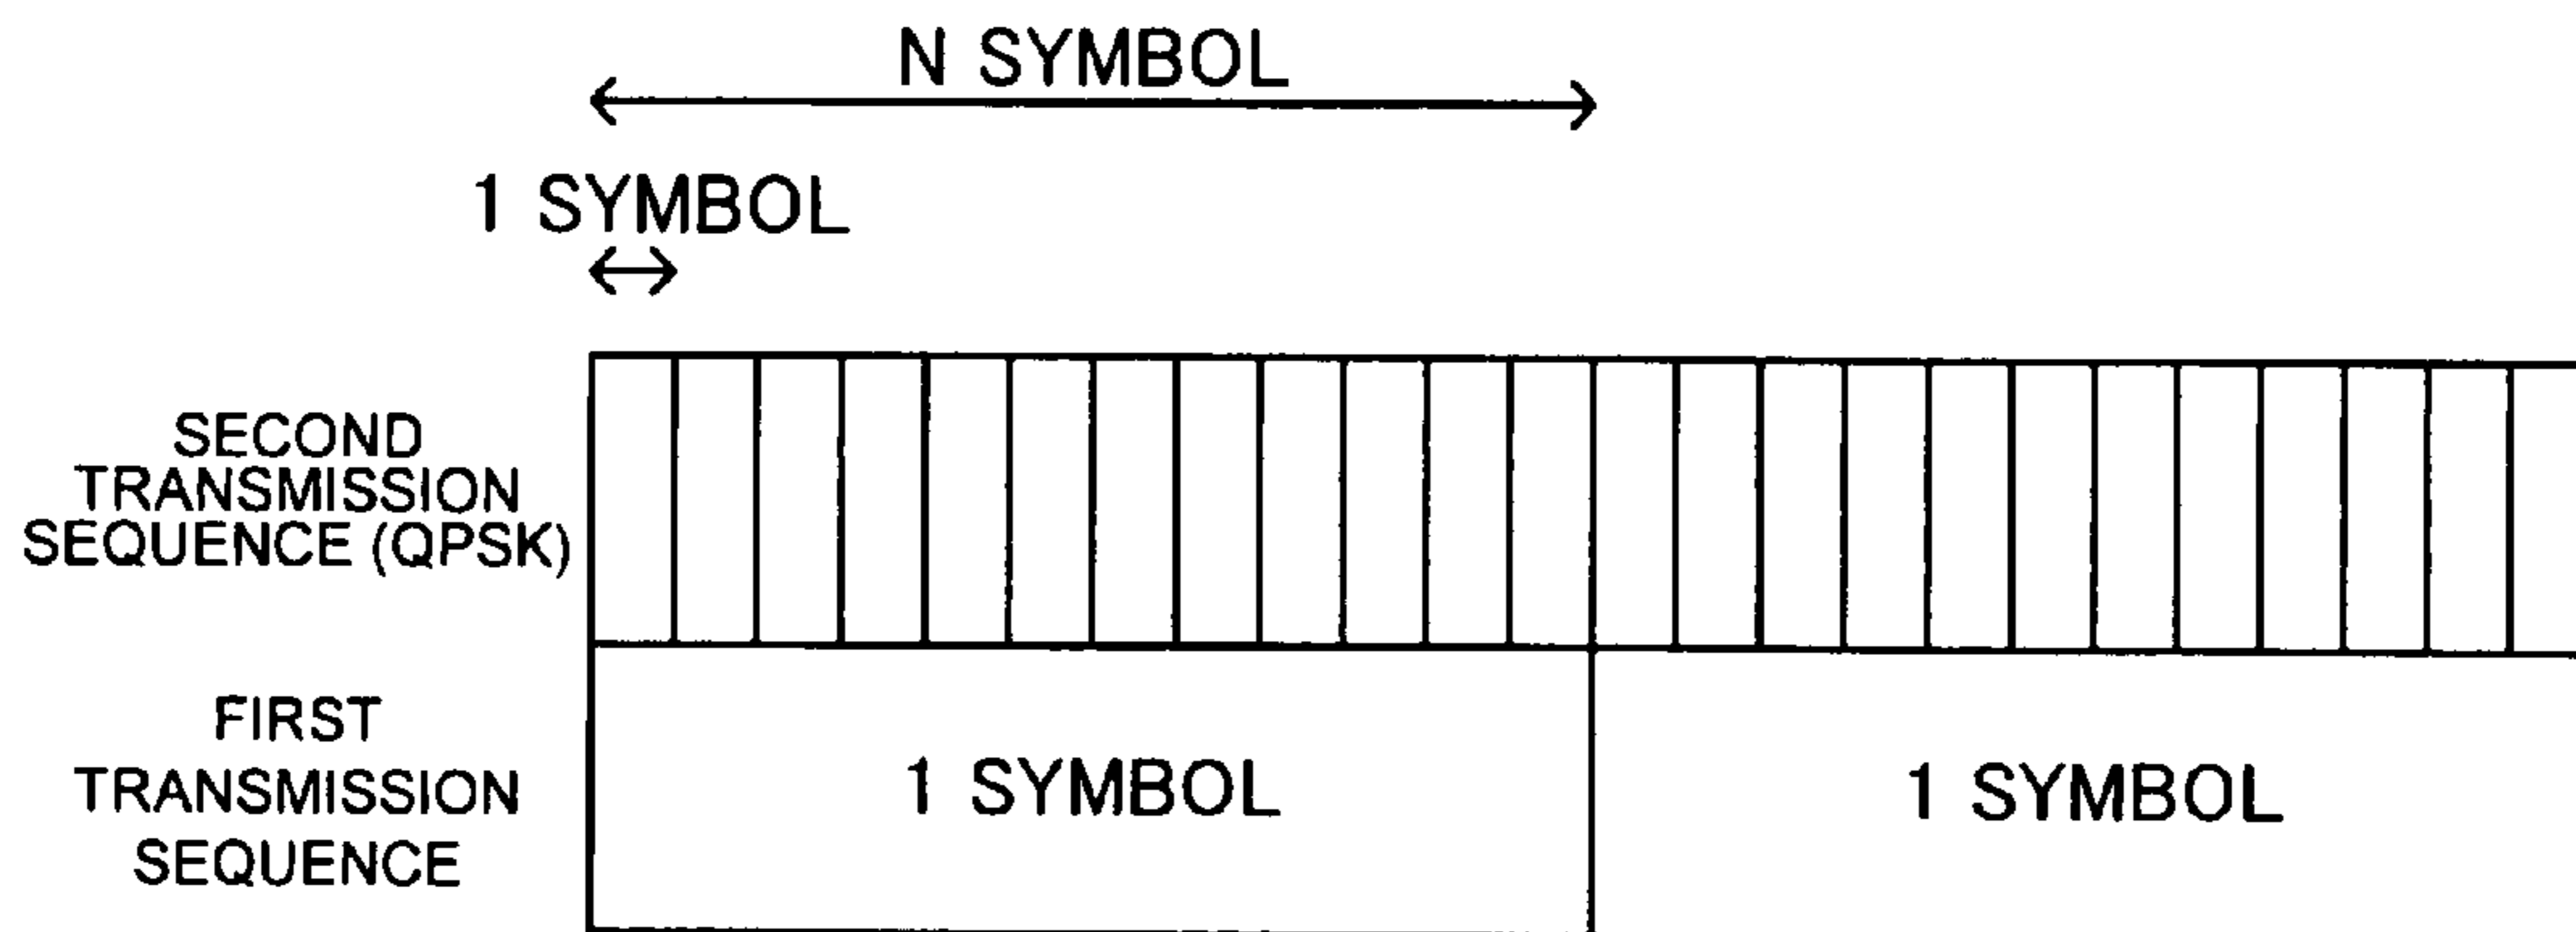 N SYMBOL
1 SYMBOL
SECOND
TRANSMISSION
SEQUENCE (QPSK)
FIRST
TRANSMISSION
SEQUENCE
1 SYMBOL
1 SYMBOL